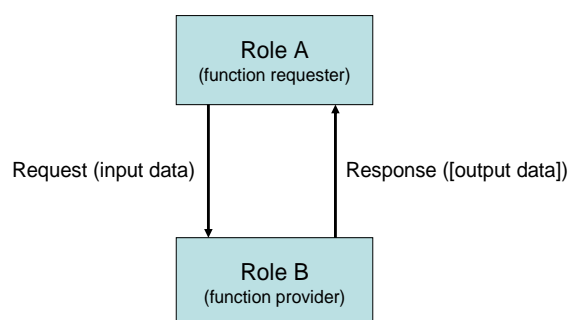 Role A
(function requester)
Request (input data)
Response ([output data])
Role B
(function provider)